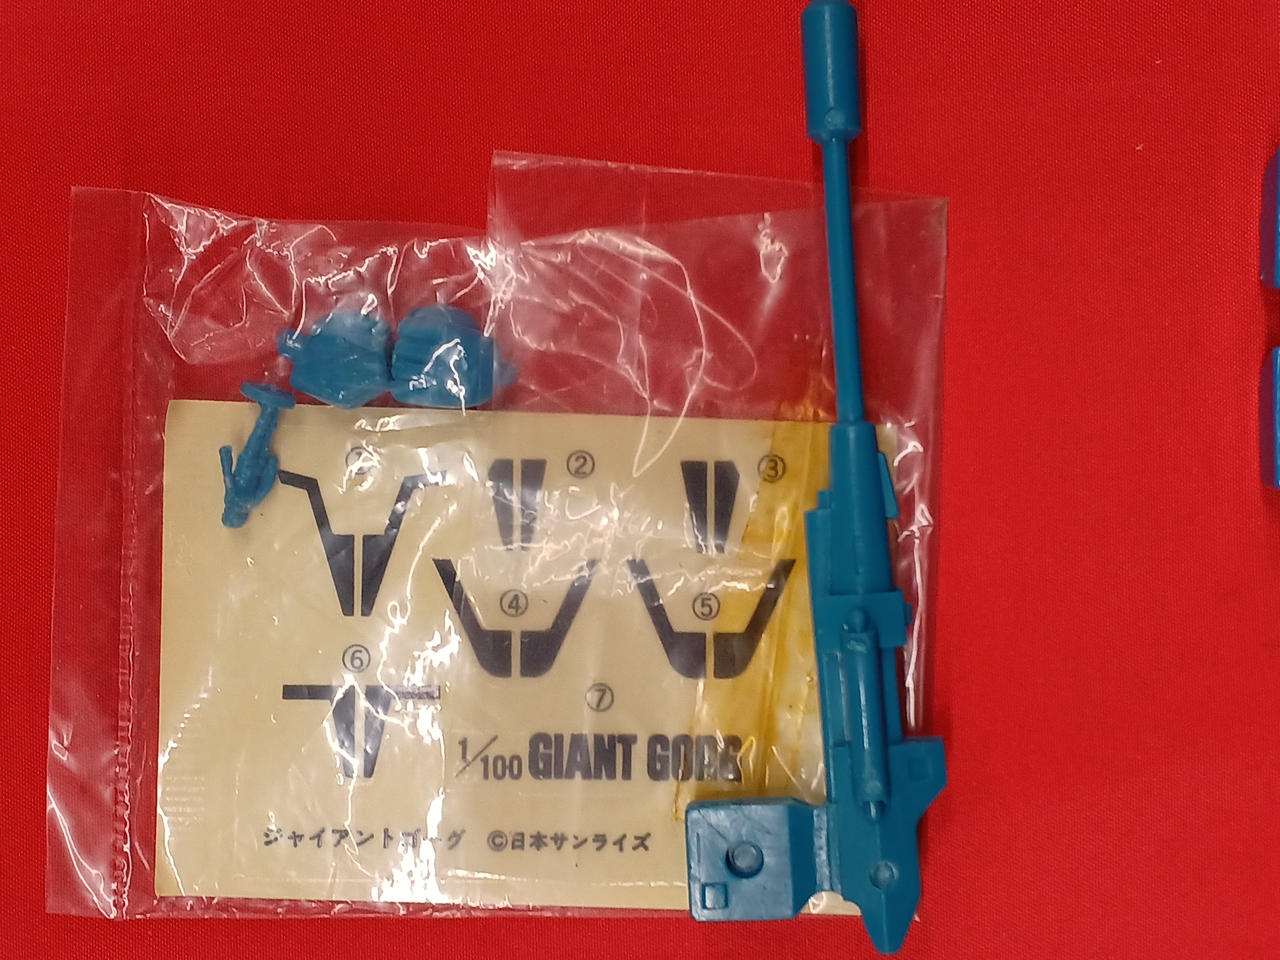 ① ② ③
④ ⑤
⑥
⑦
1/100 GIANT GORG
ジャイアントゴーグ ©日本サンライズ